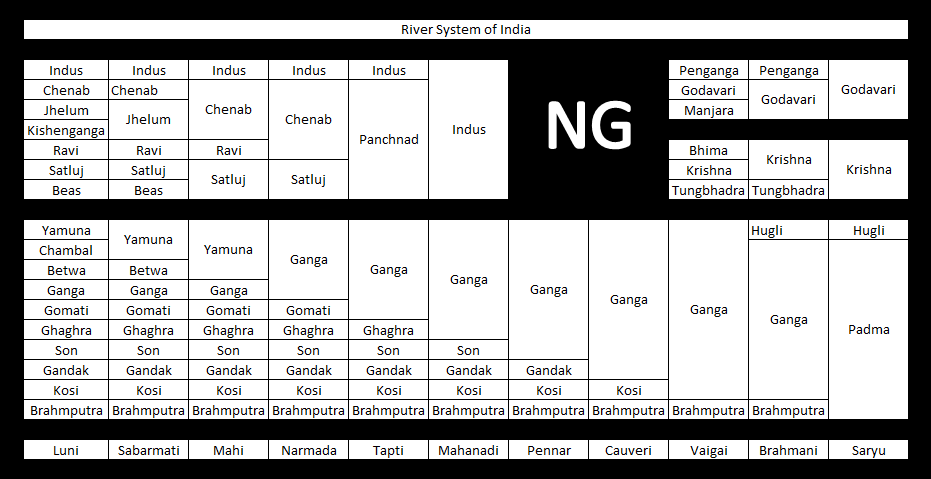 River System of India
Indus Indus Indus Indus Indus Indus Penganga Penganga Godavari
Chenab Chenab Chenab Chenab Panchnad Godavari Godavari
Jhelum Jhelum Manjara
Kishenganga
NG
Ravi Ravi Ravi Bhima Krishna Krishna
Satluj Satluj Satluj Satluj Krishna
Beas Beas Tungbhadra Tungbhadra
Yamuna Yamuna Yamuna Ganga Ganga Ganga Ganga Ganga Ganga Hugli Hugli
Chambal Ganga Padma
Betwa Betwa
Ganga Ganga Ganga
Gomati Gomati Gomati Gomati
Ghaghra Ghaghra Ghaghra Ghaghra Ghaghra
Son Son Son Son Son Son
Gandak Gandak Gandak Gandak Gandak Gandak Gandak
Kosi Kosi Kosi Kosi Kosi Kosi Kosi Kosi
Brahmputra Brahmputra Brahmputra Brahmputra Brahmputra Brahmputra Brahmputra Brahmputra Brahmputra Brahmputra
Luni Sabarmati Mahi Narmada Tapti Mahanadi Pennar Cauveri Vaigai Brahmani Saryu